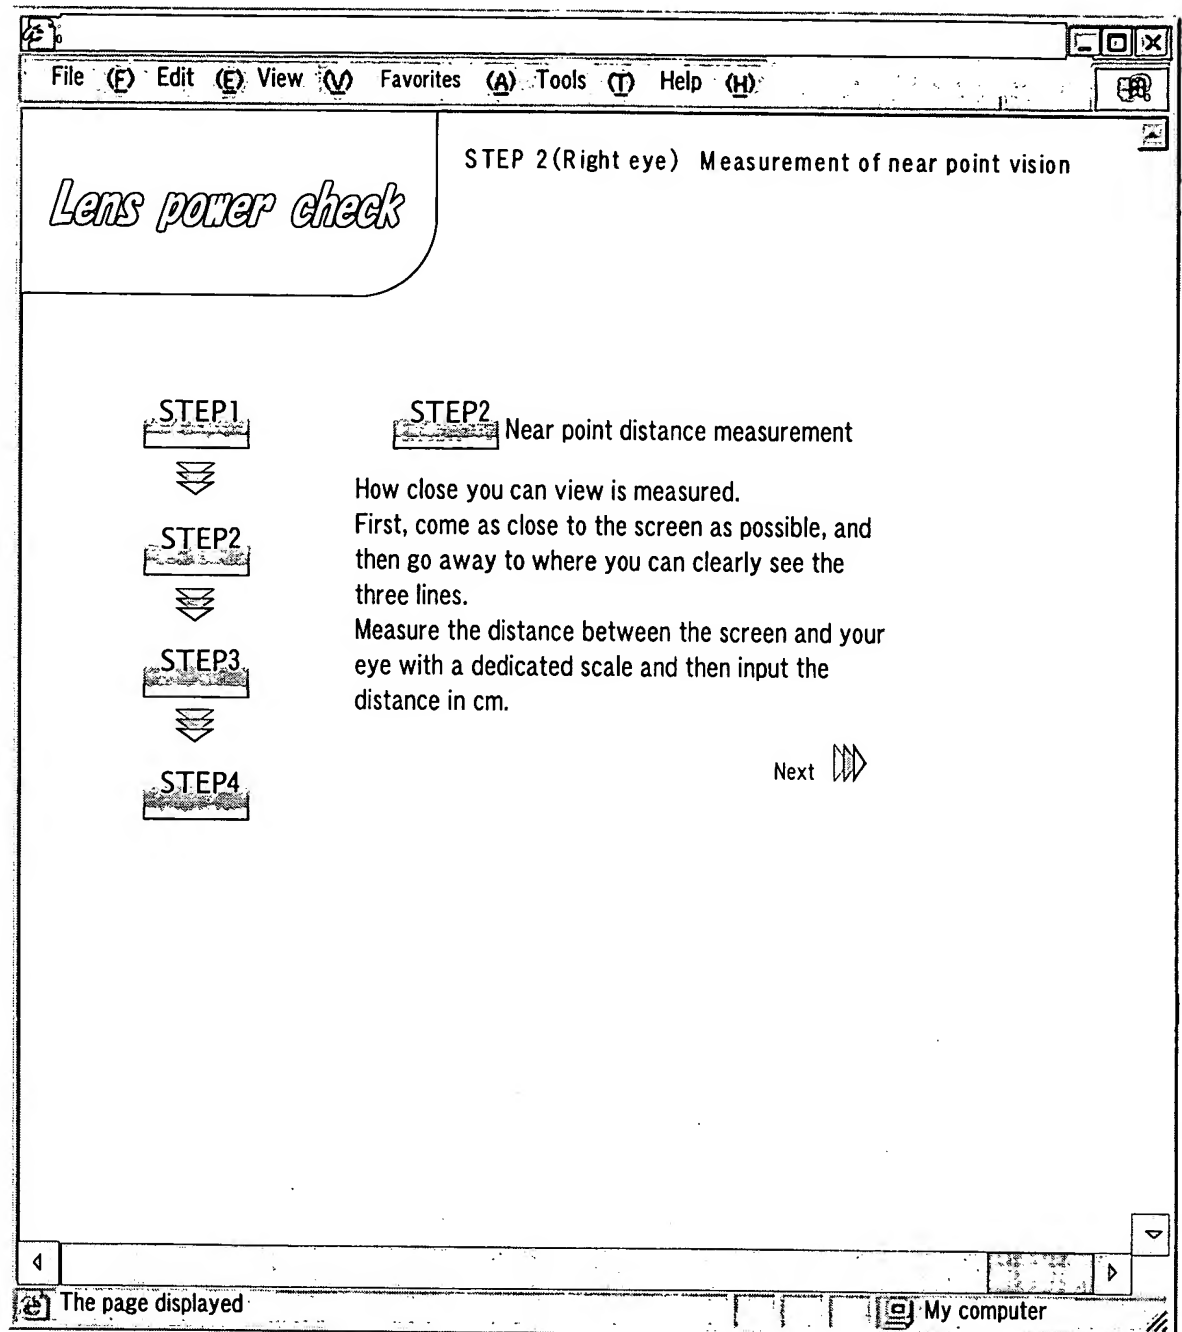 File (F) Edit (E) View (V) Favorites (A) Tools (T) Help (H)
STEP 2(Right eye) Measurement of near point vision
Lens power check
STEP1
STEP2
STEP3
STEP4
STEP2 Near point distance measurement
How close you can view is measured.
First, come as close to the screen as possible, and
then go away to where you can clearly see the
three lines.
Measure the distance between the screen and your
eye with a dedicated scale and then input the
distance in cm.
Next
The page displayed
My computer